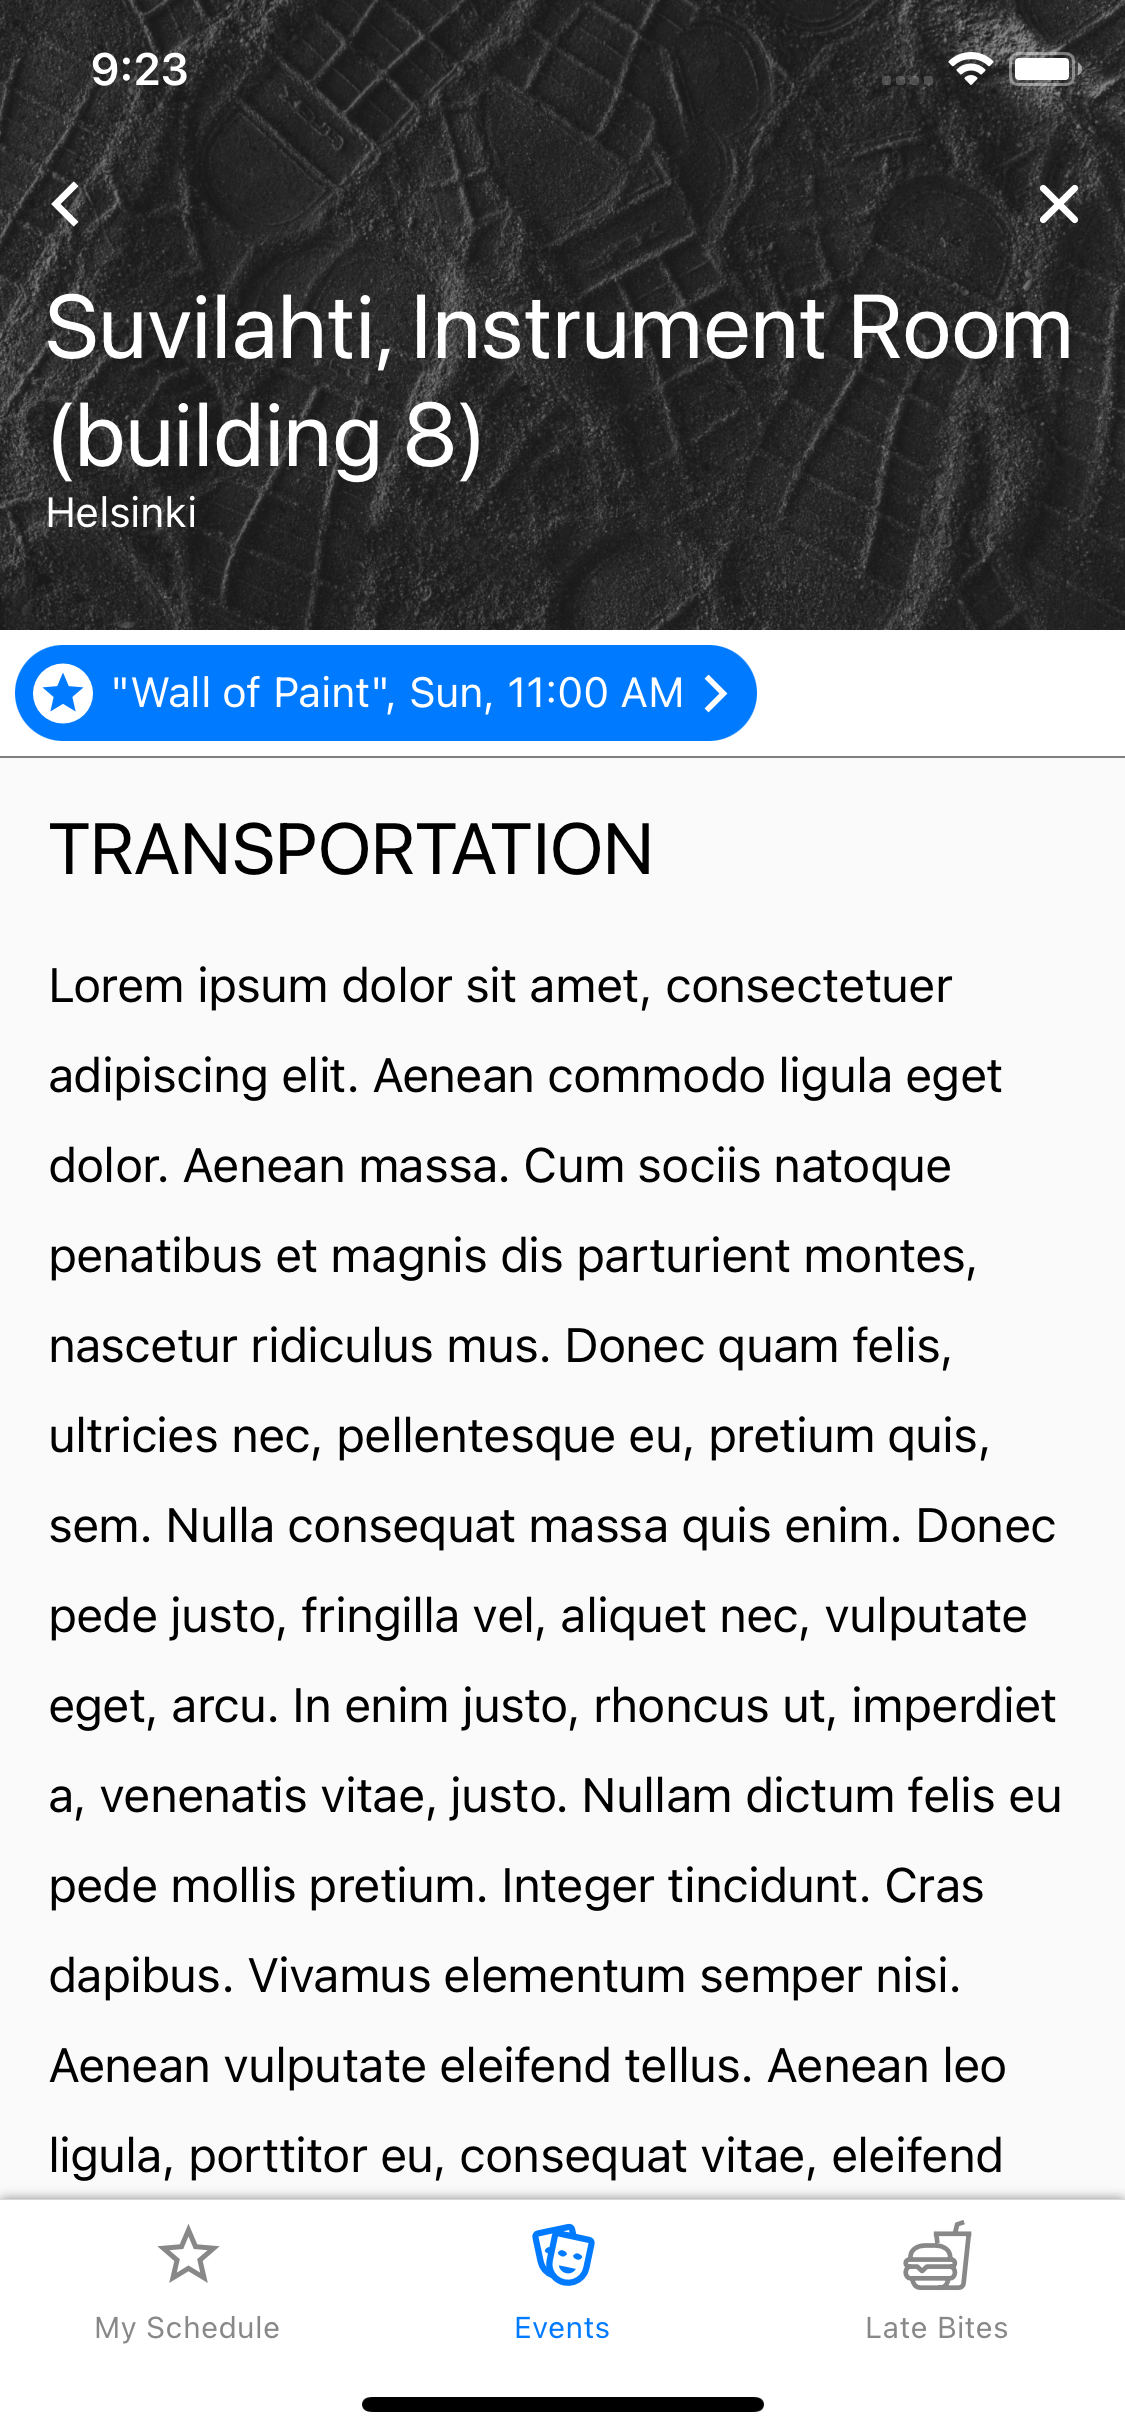 9:23
Suvilahti, Instrument Room
(building 8)
Helsinki
"Wall of Paint", Sun, 11:00 AM
TRANSPORTATION
Lorem ipsum dolor sit amet, consectetuer
adipiscing elit. Aenean commodo ligula eget
dolor. Aenean massa. Cum sociis natoque
penatibus et magnis dis parturient montes,
nascetur ridiculus mus. Donec quam felis,
ultricies nec, pellentesque eu, pretium quis,
sem. Nulla consequat massa quis enim. Donec
pede justo, fringilla vel, aliquet nec, vulputate
eget, arcu. In enim justo, rhoncus ut, imperdiet
a, venenatis vitae, justo. Nullam dictum felis eu
pede mollis pretium. Integer tincidunt. Cras
dapibus. Vivamus elementum semper nisi.
Aenean vulputate eleifend tellus. Aenean leo
ligula, porttitor eu, consequat vitae, eleifend
My Schedule
Events
Late Bites